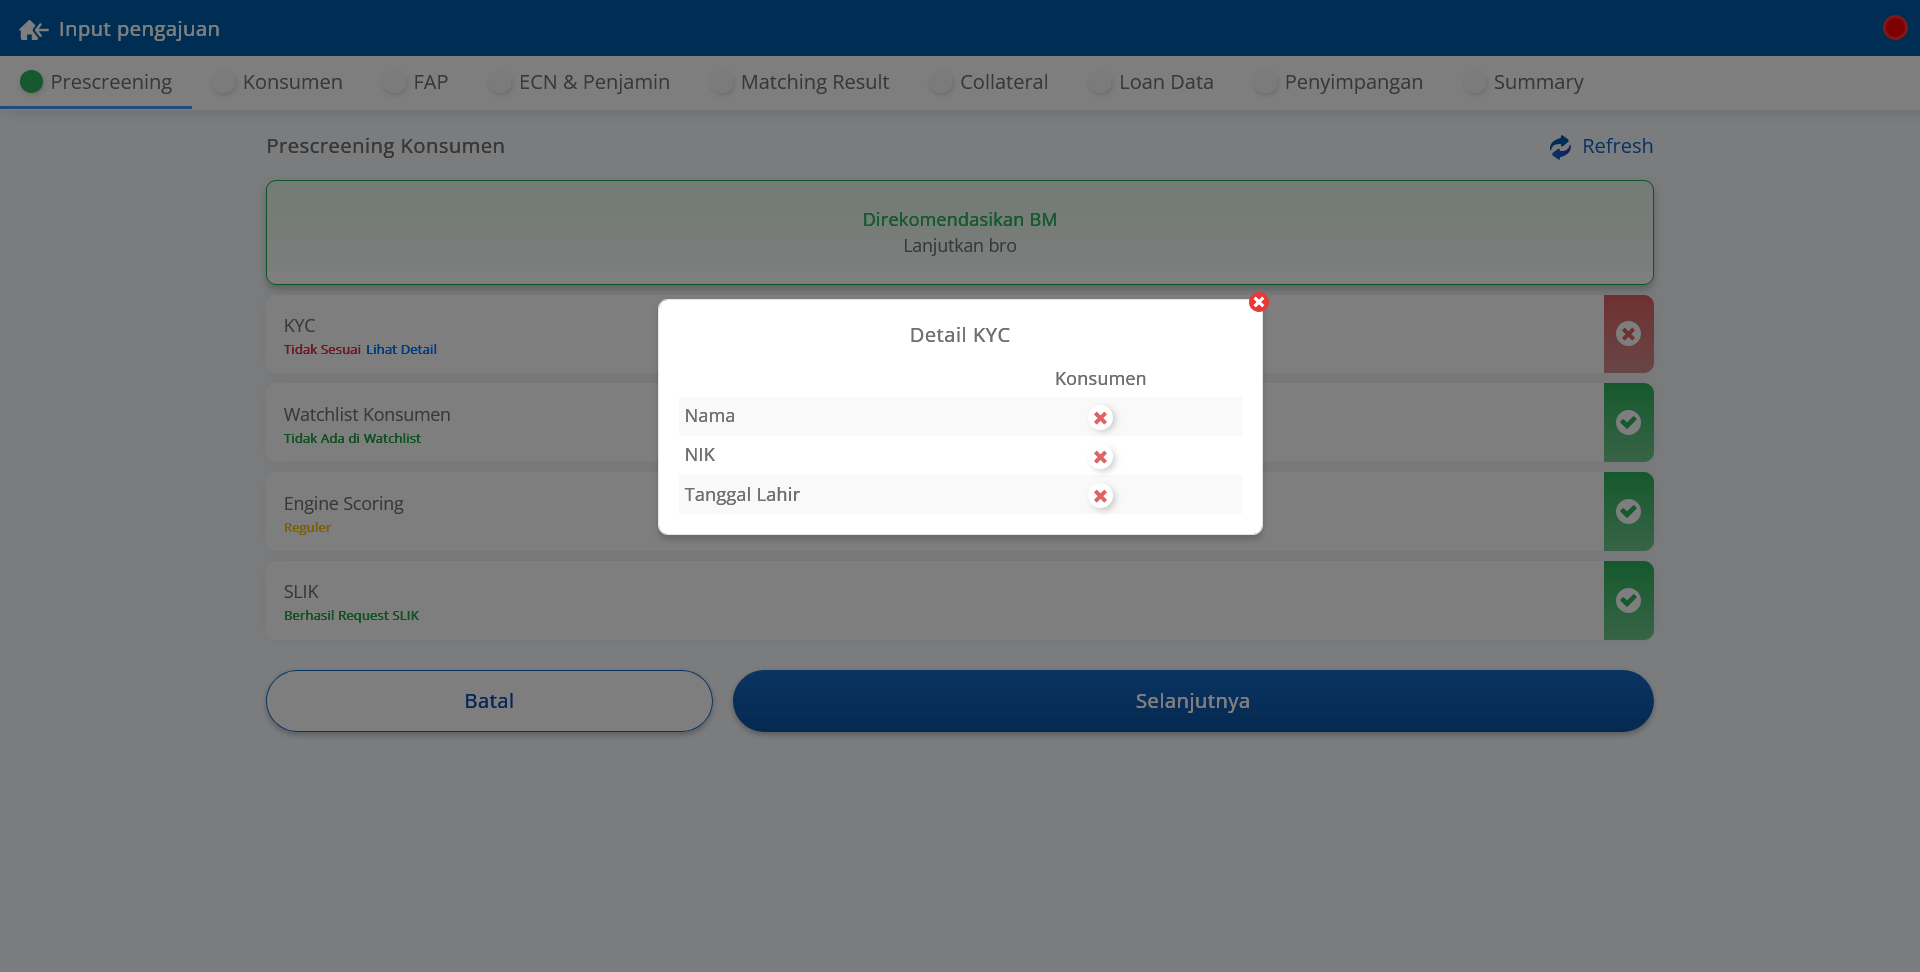 Input pengajuan
Prescreening Konsumen FAP ECN & Penjamin Matching Result Collateral Loan Data Penyimpangan Summary
Prescreening Konsumen
Refresh
Direkomendasikan BM
Lanjutkan bro
KYC
Tidak Sesuai Lihat Detail
Watchlist Konsumen
Tidak Ada di Watchlist
Engine Scoring
Reguler
SLIK
Berhasil Request SLIK
Batal
Selanjutnya
Detail KYC
Konsumen
Nama
NIK
Tanggal Lahir